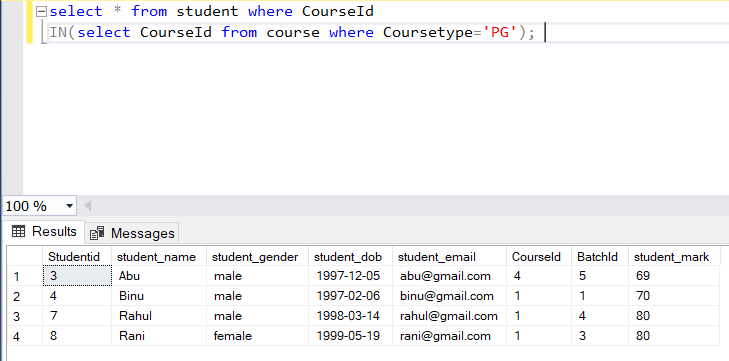 select * from student where CourseId
IN(select CourseId from course where Coursetype='PG');
100 %
Results Messages
Studentid student_name student_gender student_dob student_email CourseId BatchId student_mark
1 3 Abu male 1997-12-05 abu@gmail.com 4 5 69
2 4 Binu male 1997-02-06 binu@gmail.com 1 1 70
3 7 Rahul male 1998-03-14 rahul@gmail.com 1 4 80
4 8 Rani female 1999-05-19 rani@gmail.com 1 3 80